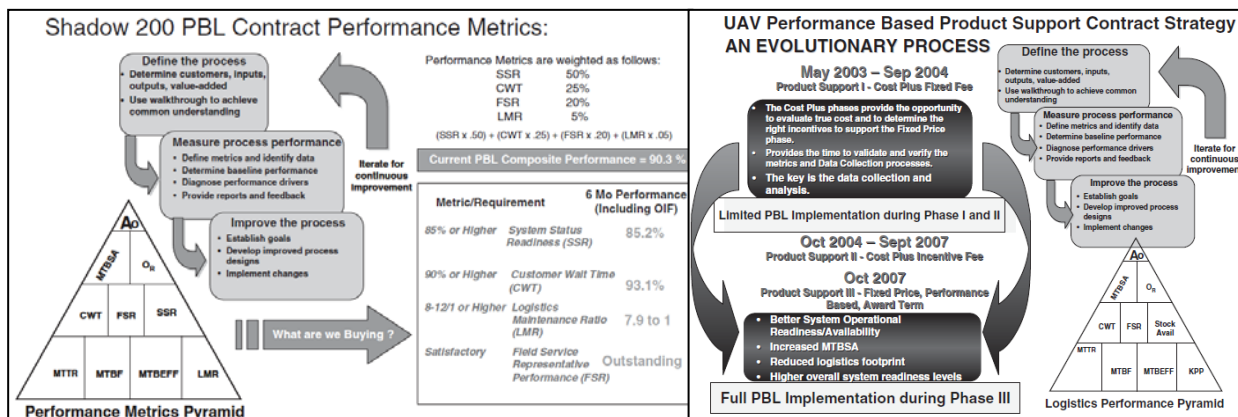 Shadow 200 PBL Contract Performance Metrics:
Define the process
• Determine customers, inputs,
outputs, value-added
• Use walkthrough to achieve
common understanding)
Measure process performance
• Define metrics and identify data
• Determine baseline performance
• Diagnose performance drivers
• Provide reports and feedback
Improve the process
• Establish goals
• Develop improved process
designs
• Implement changes
Iterate for
continuous
improvement
Performance Metrics are weighted as follows:
SSR 50%
CWT 25%
FSR 20%
LMR 5%
(SSR x .50) + (CWT x .25) + (FSR x .20) + (LMR x .05)
Current PBL Composite Performance = 90.3 %
Metric/Requirement
6 Mo Performance
(Including OIF)
85% or Higher System Status
Readiness (SSR)
85.2%
90% or Higher Customer Wait Time
(CWT)
93.1%
8-12/1 or Higher Logistics
Maintenance Ratio
(LMR)
7.9 to 1
Satisfactory Field Service
Representative
Performance (FSR)
Outstanding
What are we Buying ?
Ao
MTBSA
OR
CWT FSR SSR
MTTR MTBF MTBEFF LMR
Performance Metrics Pyramid
UAV Performance Based Product Support Contract Strategy
AN EVOLUTIONARY PROCESS
May 2003 – Sep 2004
Product Support I - Cost Plus Fixed Fee
• The Cost Plus phases provide the opportunity
to evaluate true cost and to determine the
right incentives to support the Fixed Price
phase.
• Provides the time to validate and verify the
metrics and Data Collection processes.
• The key is the data collection and
analysis.
Limited PBL Implementation during Phase I and II
Oct 2004 – Sept 2007
Product Support II - Cost Plus Incentive Fee
Oct 2007
Product Support III - Fixed Price, Performance
Based, Award Term
• Better System Operational
Readiness/Availability
• Increased MTBSA
• Reduced logistics footprint
• Higher overall system readiness levels
Full PBL Implementation during Phase III
Define the process
• Determine customers, inputs,
outputs, value-added
• Use walkthrough to achieve
common understanding)
Measure process performance
• Define metrics and identify data
• Determine baseline performance
• Diagnose performance drivers
• Provide reports and feedback
Improve the process
• Establish goals
• Develop improved process
designs
• Implement changes
Iterate for
continuous
improvement
Ao
MTBSA
OR
CWT FSR Stock
Avail
MTTR
MTBF MTBEFF KPP
Logistics Performance Pyramid